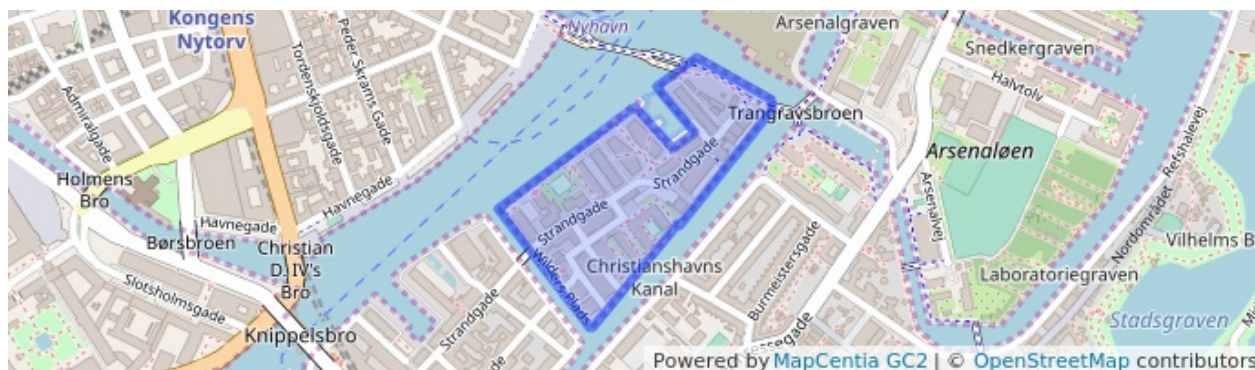 Kongens
Nytorv
Tordenskjoldsgade
Peder Skrams Gade
Nyhavn
Arsenalgraven
Snedkergraven
Halvtolv
Refshalevej
Admiralgade
Trangravsbroen
Arsenaløen
Strandgade
Holmens
Bro
Havnegade
Havnegade
Børsbroen
Christian
D. IV's
Bro
Strandgade
Wilders Plads
Christianshavns
Kanal
Burmeistergade
Arsenalvej
Nordområdet
Vilhelms B
Laboratoriegraven
Slotsholmsgade
Knippelsbro
Strandgade
essegade
Stadsgraven
Powered by MapCentia GC2 | © OpenStreetMap contributors